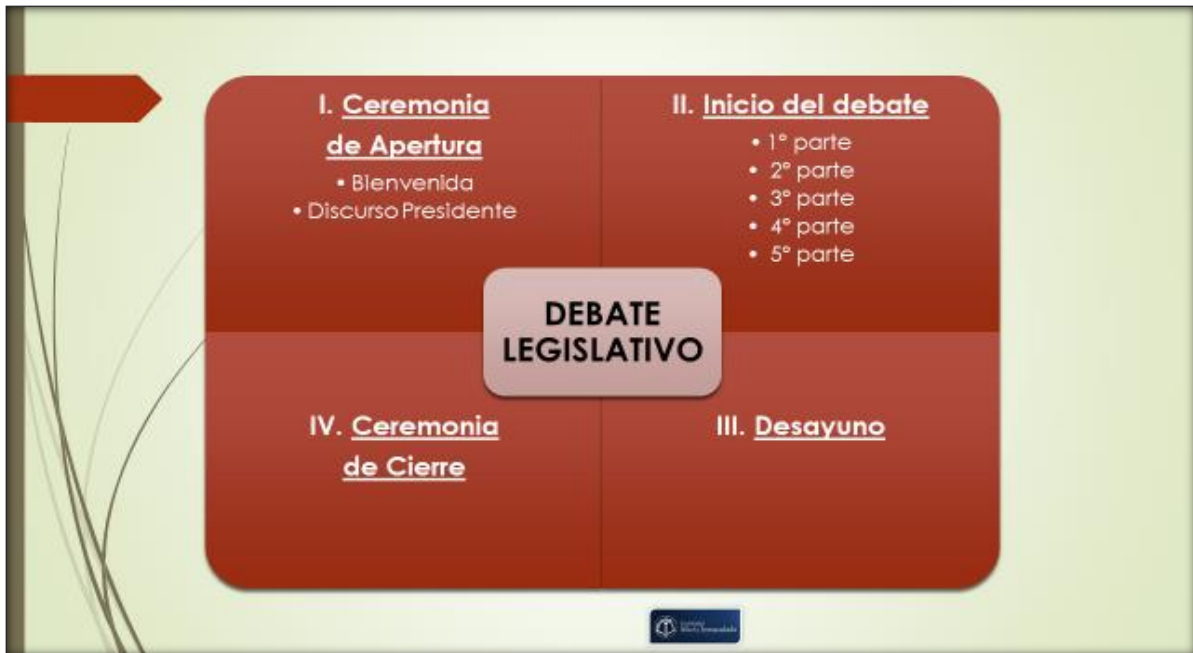 I. Ceremonia
de Apertura
• Bienvenida
• Discurso Presidente
II. Inicio del debate
• 1° parte
• 2° parte
• 3° parte
• 4° parte
• 5° parte
DEBATE
LEGISLATIVO
IV. Ceremonia
de Cierre
III. Desayuno